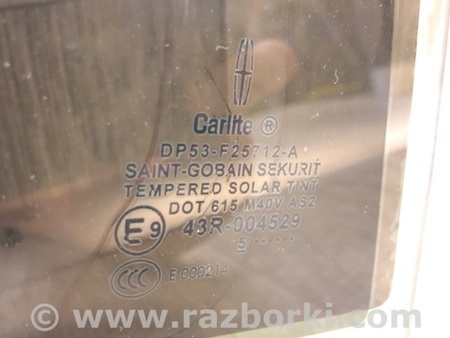 Carlite ®
DP53-F25712-A
SAINT-GOBAIN SEKURIT
TEMPERED SOLAR TINT
DOT 615 M40V AS2
E9 43R-004529
5 ......
CCC E000214
© www.razborki.com